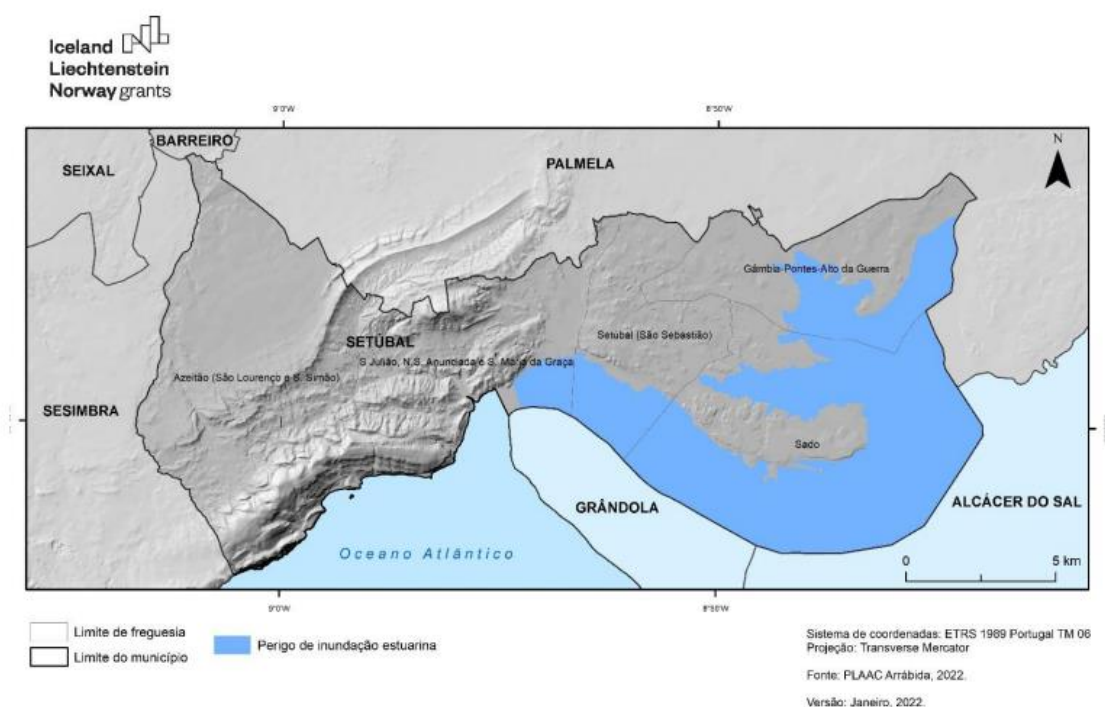 Iceland
Liechtenstein
Norway grants
9°0'W
8°50'W
BARREIRO
SEIXAL
PALMELA
N
Gâmbia-Pontes-Alto da Guerra
SETÚBAL
Setúbal (São Sebastião)
S Julião, N.S. Anunciada e S. Maria da Graça
Azeitão (São Lourenço e S. Simão)
SESIMBRA
Sado
GRÂNDOLA
ALCÁCER DO SAL
Oceano Atlântico
0
5 km
9°0'W
8°50'W
Limite de freguesia
Limite do município
Perigo de inundação estuarina
Sistema de coordenadas: ETRS 1989 Portugal TM 06
Projeção: Transverse Mercator
Fonte: PLAAC Arrábida, 2022.
Versão: Janeiro, 2022.